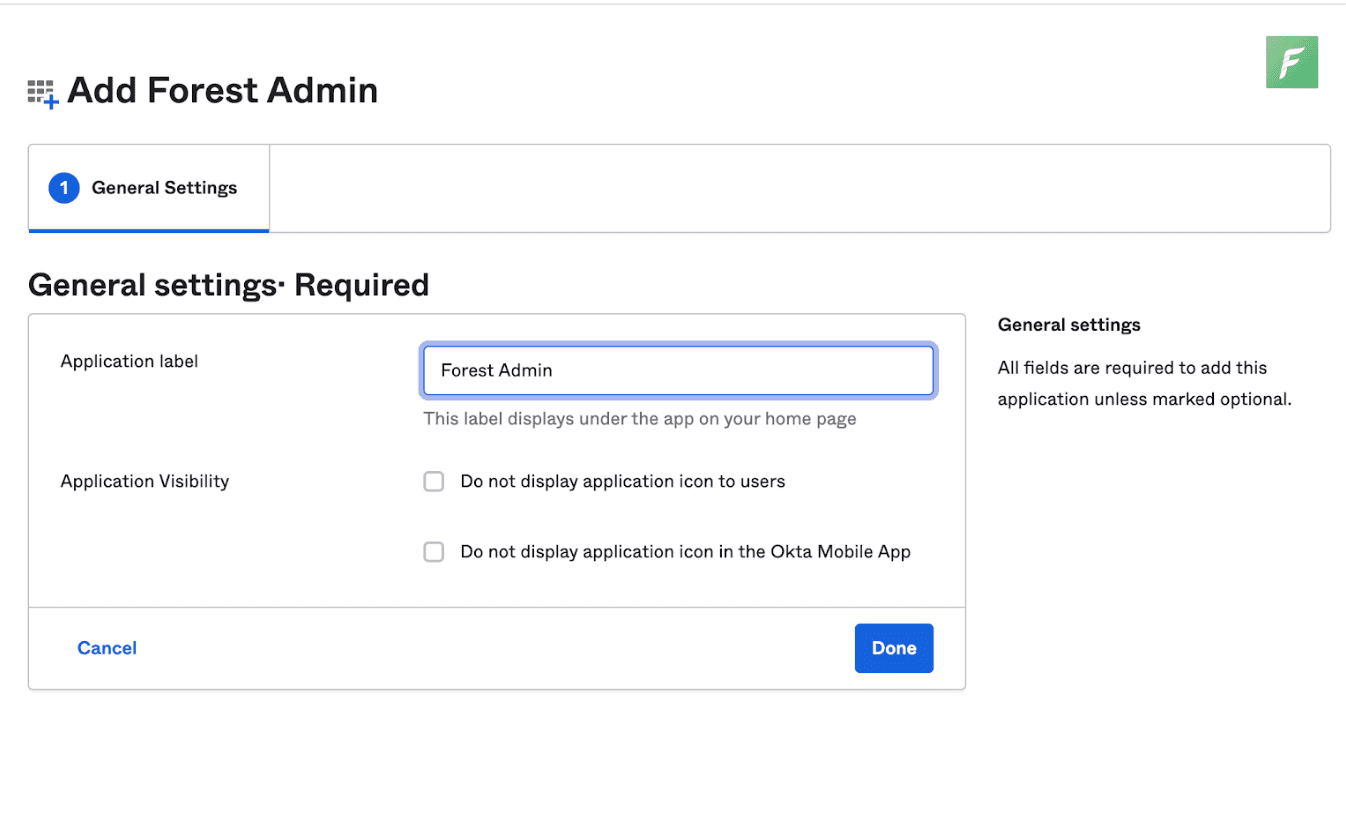 Add Forest Admin
1 General Settings
General settings· Required
Application label
Forest Admin
This label displays under the app on your home page
Application Visibility
Do not display application icon to users
Do not display application icon in the Okta Mobile App
Cancel
Done
General settings
All fields are required to add this
application unless marked optional.